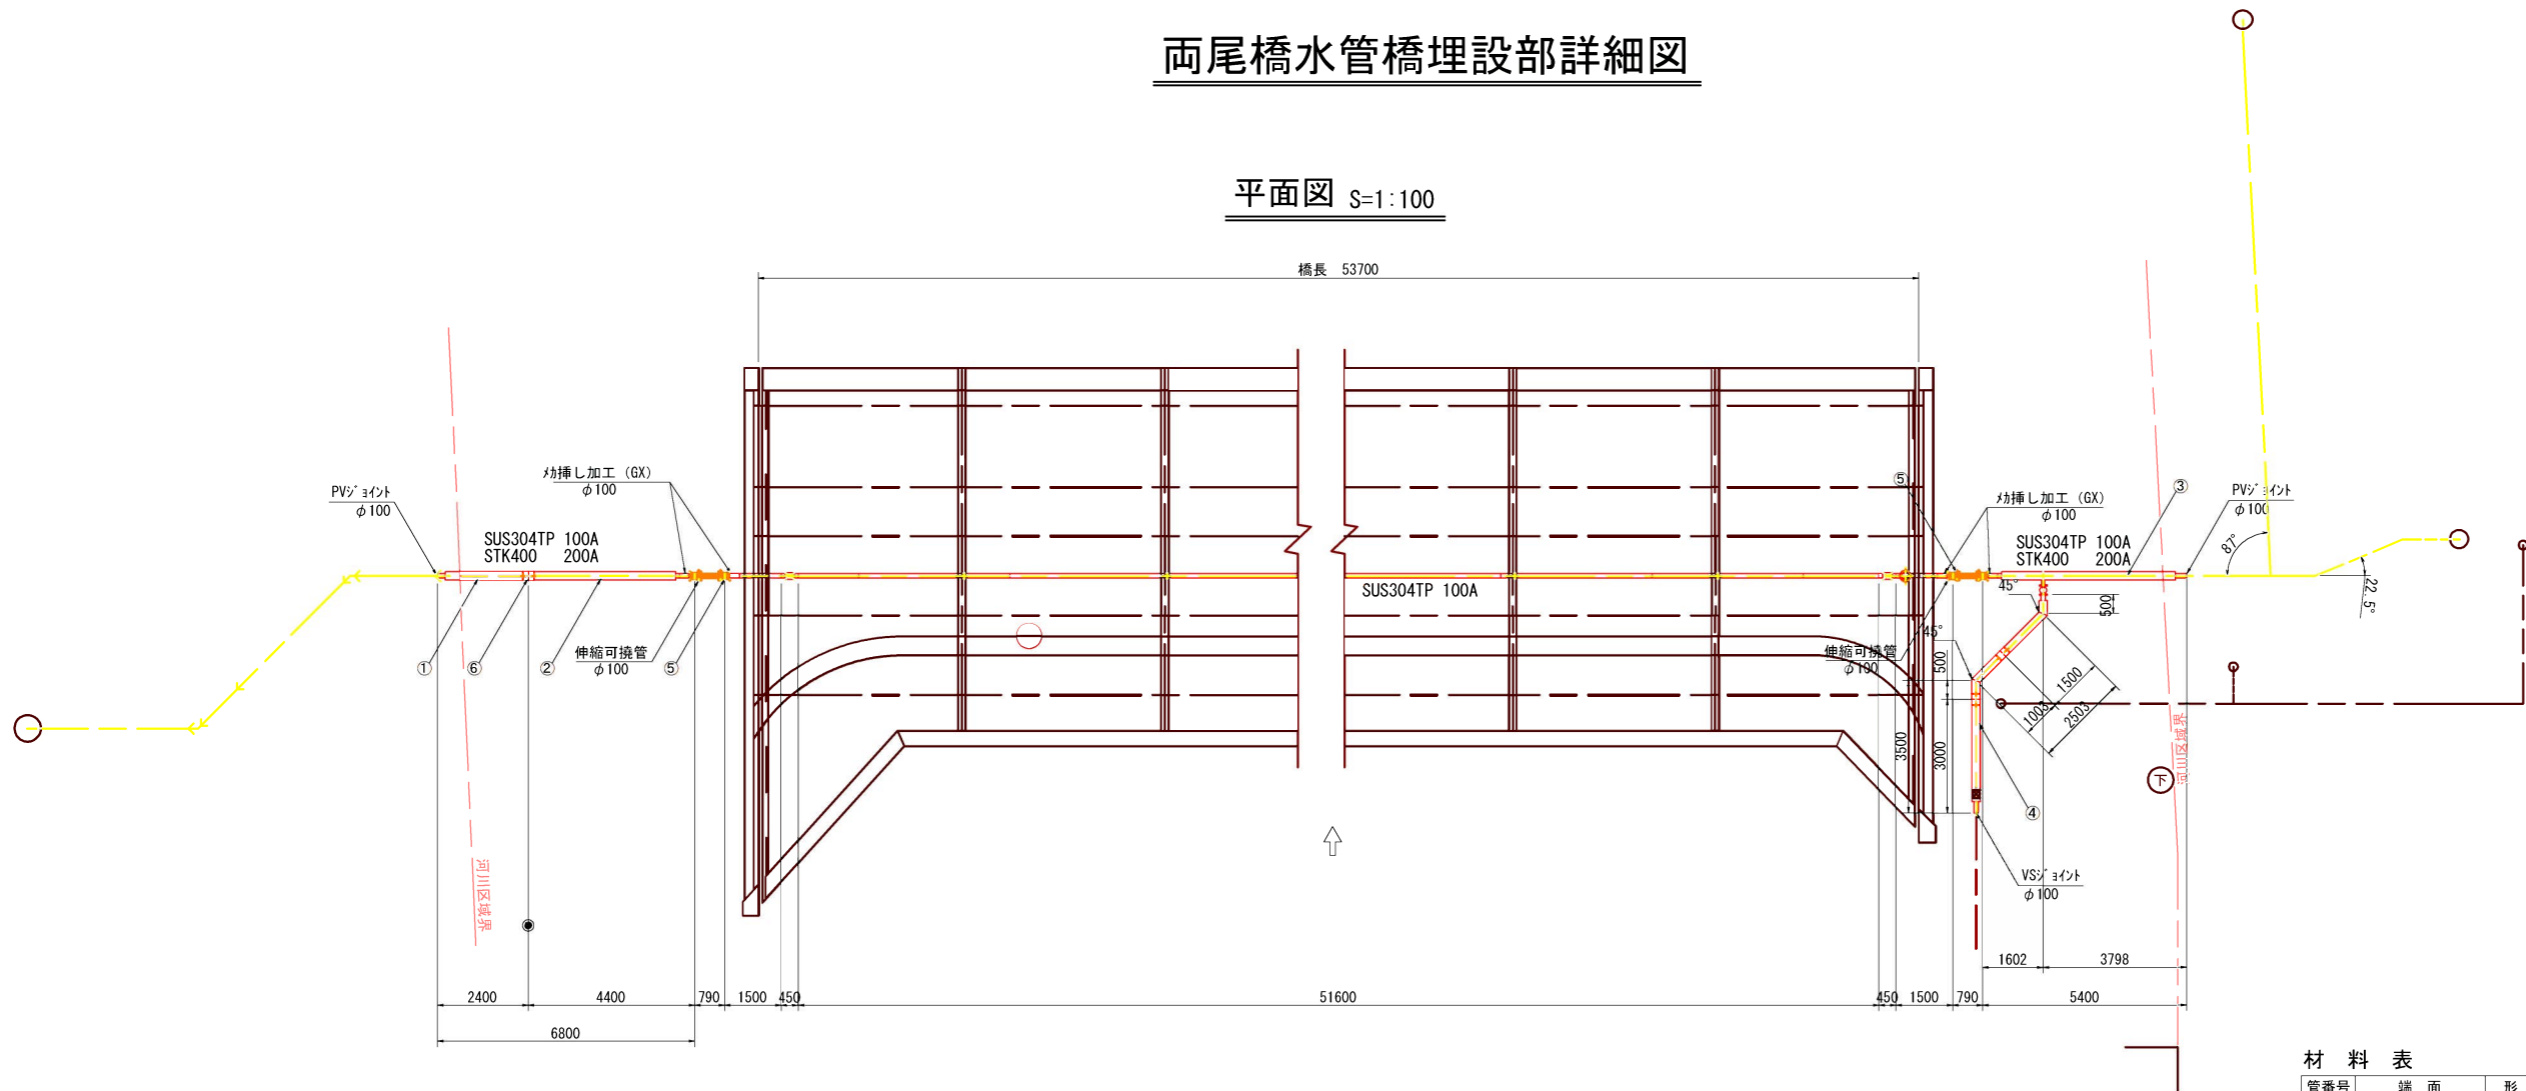 両尾橋水管橋埋設部詳細図
平面図 S=1:100
橋長 53700
PVジョイント
φ100
SUS304TP 100A
STK400 200A
メカ挿し加工 (GX)
φ100
①
⑥
②
伸縮可撓管
φ100
⑤
河川区域界
SUS304TP 100A
⑤
メカ挿し加工 (GX)
φ100
SUS304TP 100A
STK400 200A
③
PVジョイント
φ100
87°
22.5°
45°
500
45°
伸縮可撓管
φ100
500
1500
1003
2503
3500
3000
④
下
河川区域界
VSジョイント
φ100
1602
3798
2400
4400
790
1500
450
51600
450
1500
790
5400
6800
材料表
管番号 端面 形